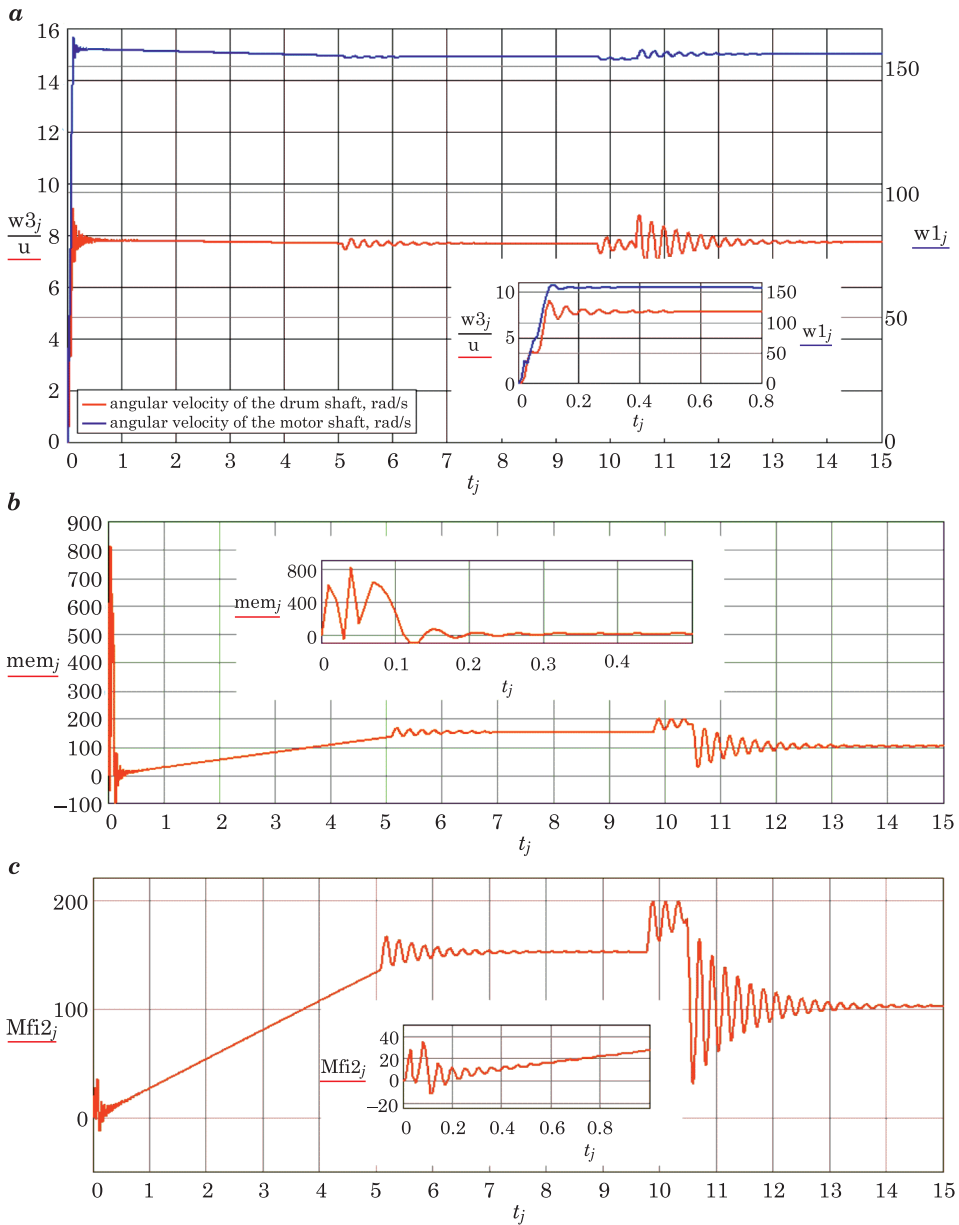 a
16
14
12
10
8
6
4
2
0
w3j
u
150
100
50
0
w1j
10
5
0
w3j
u
150
100
50
0
w1j
0 0.2 0.4 0.6 0.8
tj
angular velocity of the drum shaft, rad/s
angular velocity of the motor shaft, rad/s
0 1 2 3 4 5 6 7 8 9 10 11 12 13 14 15
tj
b
900
800
700
600
500
400
300
200
100
0
−100
memj
800
400
0
memj
0 0.1 0.2 0.3 0.4
tj
0 1 2 3 4 5 6 7 8 9 10 11 12 13 14 15
tj
c
200
100
0
Mfi2j
40
20
0
−20
Mfi2j
0 0.2 0.4 0.6 0.8
tj
0 1 2 3 4 5 6 7 8 9 10 11 12 13 14 15
tj